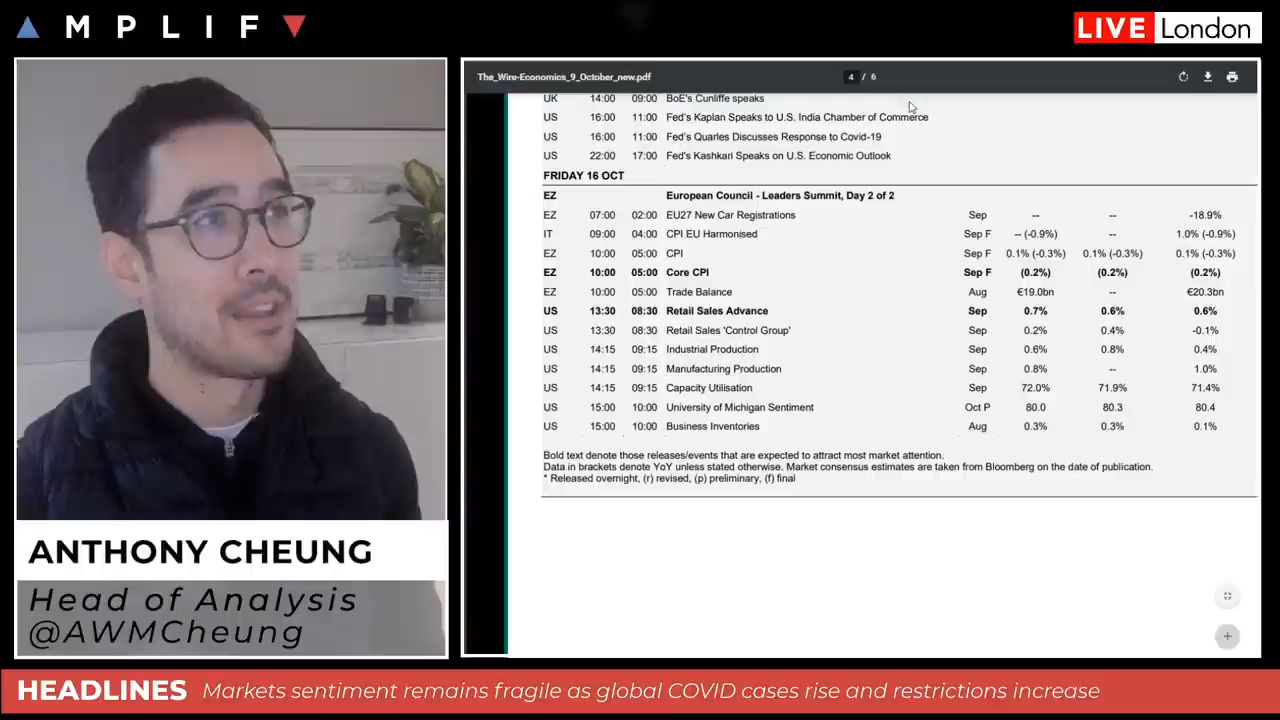 AMPLIFY
LIVE London
The_Wire-Economics_9_October_new.pdf 4 / 6
UK 14:00 09:00 BoE's Cunliffe speaks
US 16:00 11:00 Fed's Kaplan Speaks to U.S. India Chamber of Commerce
US 16:00 11:00 Fed's Quarles Discusses Response to Covid-19
US 22:00 17:00 Fed's Kashkari Speaks on U.S. Economic Outlook
FRIDAY 16 OCT
EZ European Council - Leaders Summit, Day 2 of 2
EZ 07:00 02:00 EU27 New Car Registrations Sep -- -- -18.9%
IT 09:00 04:00 CPI EU Harmonised Sep F -- (-0.9%) -- 1.0% (-0.9%)
EZ 10:00 05:00 CPI Sep F 0.1% (-0.3%) 0.1% (-0.3%) 0.1% (-0.3%)
EZ 10:00 05:00 Core CPI Sep F (0.2%) (0.2%) (0.2%)
EZ 10:00 05:00 Trade Balance Aug €19.0bn -- €20.3bn
US 13:30 08:30 Retail Sales Advance Sep 0.7% 0.6% 0.6%
US 13:30 08:30 Retail Sales 'Control Group' Sep 0.2% 0.4% -0.1%
US 14:15 09:15 Industrial Production Sep 0.6% 0.8% 0.4%
US 14:15 09:15 Manufacturing Production Sep 0.8% -- 1.0%
US 14:15 09:15 Capacity Utilisation Sep 72.0% 71.9% 71.4%
US 15:00 10:00 University of Michigan Sentiment Oct P 80.0 80.3 80.4
US 15:00 10:00 Business Inventories Aug 0.3% 0.3% 0.1%
Bold text denote those releases/events that are expected to attract most market attention.
Data in brackets denote YoY unless stated otherwise. Market consensus estimates are taken from Bloomberg on the date of publication.
* Released overnight, (r) revised, (p) preliminary, (f) final
ANTHONY CHEUNG
Head of Analysis
@AWMCheung
HEADLINES Markets sentiment remains fragile as global COVID cases rise and restrictions increase